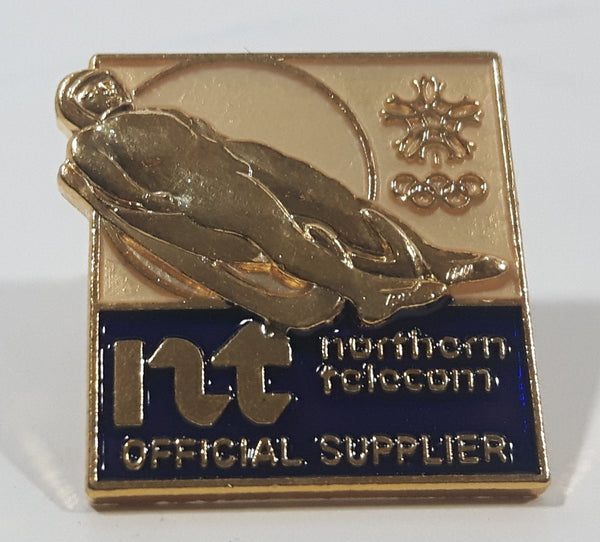 nt
northern
telecom
OFFICIAL SUPPLIER